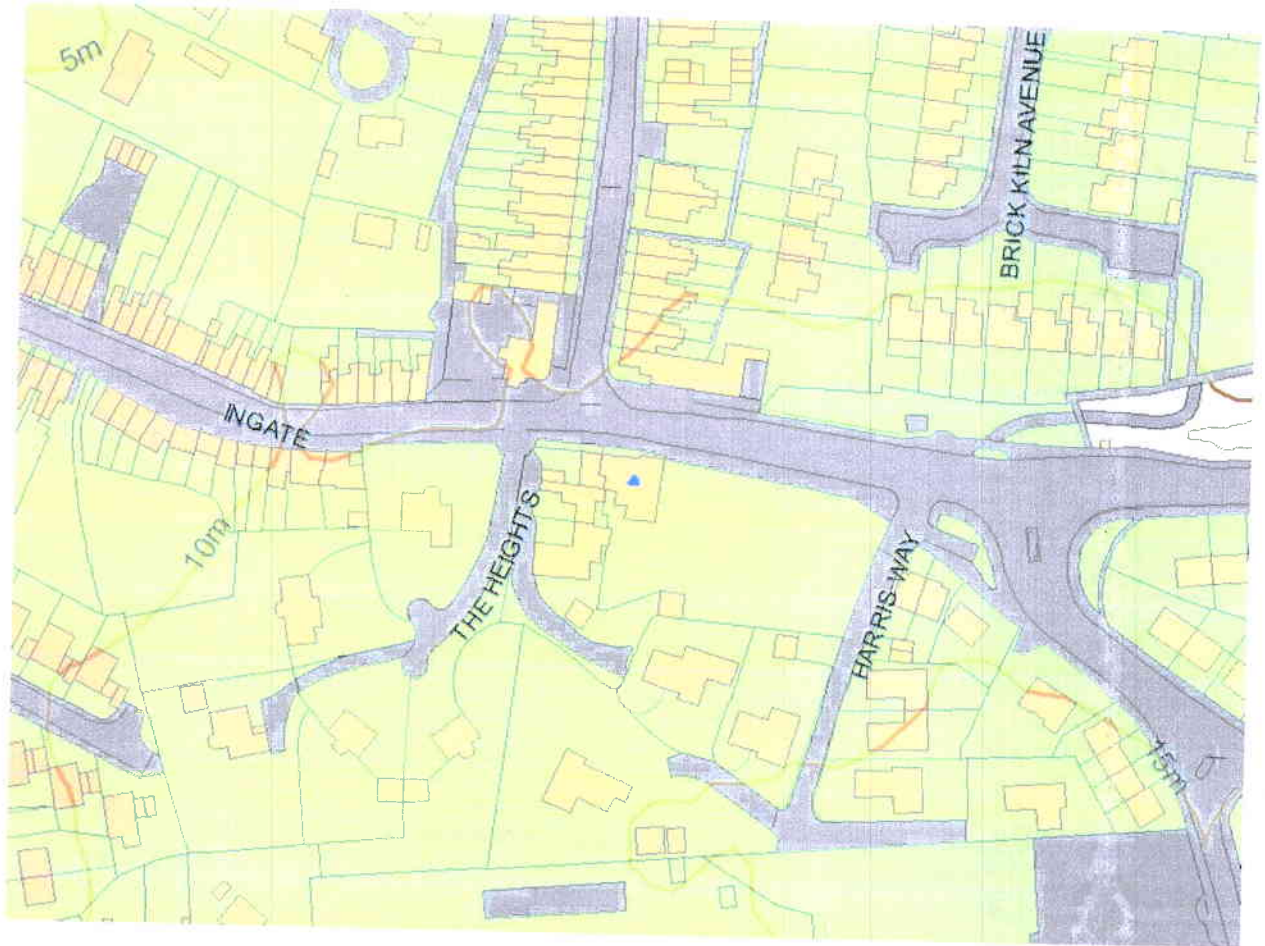 5m
BRICK KILN AVENUE
INGATE
10m
THE HEIGHTS
HARRIS WAY
15m